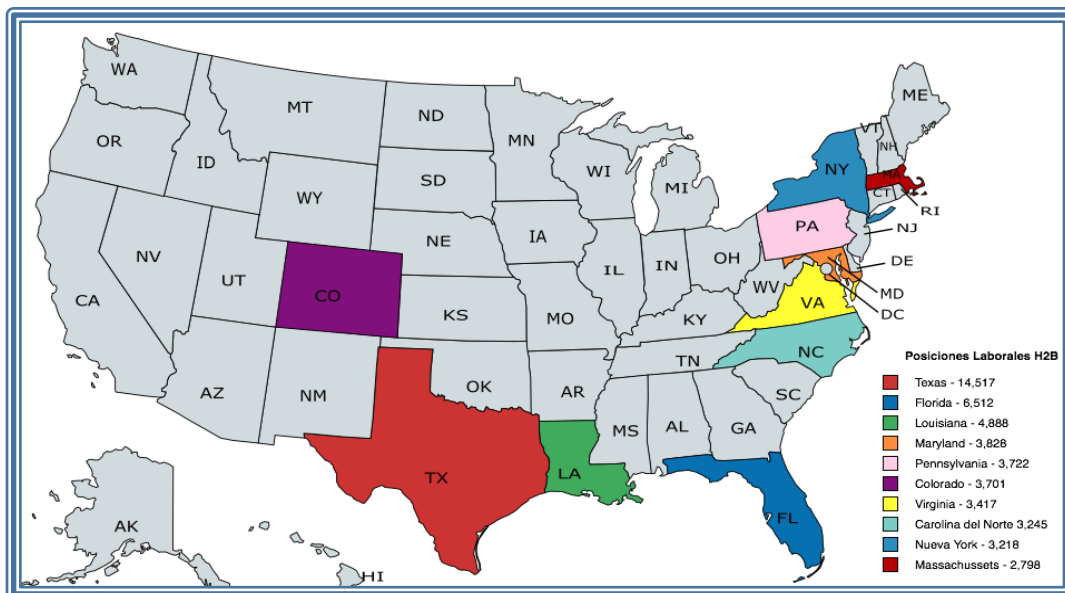 WA
MT
ND
MN
ME
OR
ID
WY
SD
WI
MI
VT
NH
NY
MA
CT
RI
NV
UT
NE
IA
IL
IN
OH
PA
NJ
CA
CO
KS
MO
KY
WV
VA
DE
MD
DC
AZ
NM
OK
AR
TN
NC
SC
TX
LA
MS
AL
GA
FL
AK
HI
Posiciones Laborales H2B
Texas - 14,517
Florida - 6,512
Louisiana - 4,888
Maryland - 3,828
Pennsylvania - 3,722
Colorado - 3,701
Virginia - 3,417
Carolina del Norte 3,245
Nueva York - 3,218
Massachussets - 2,798